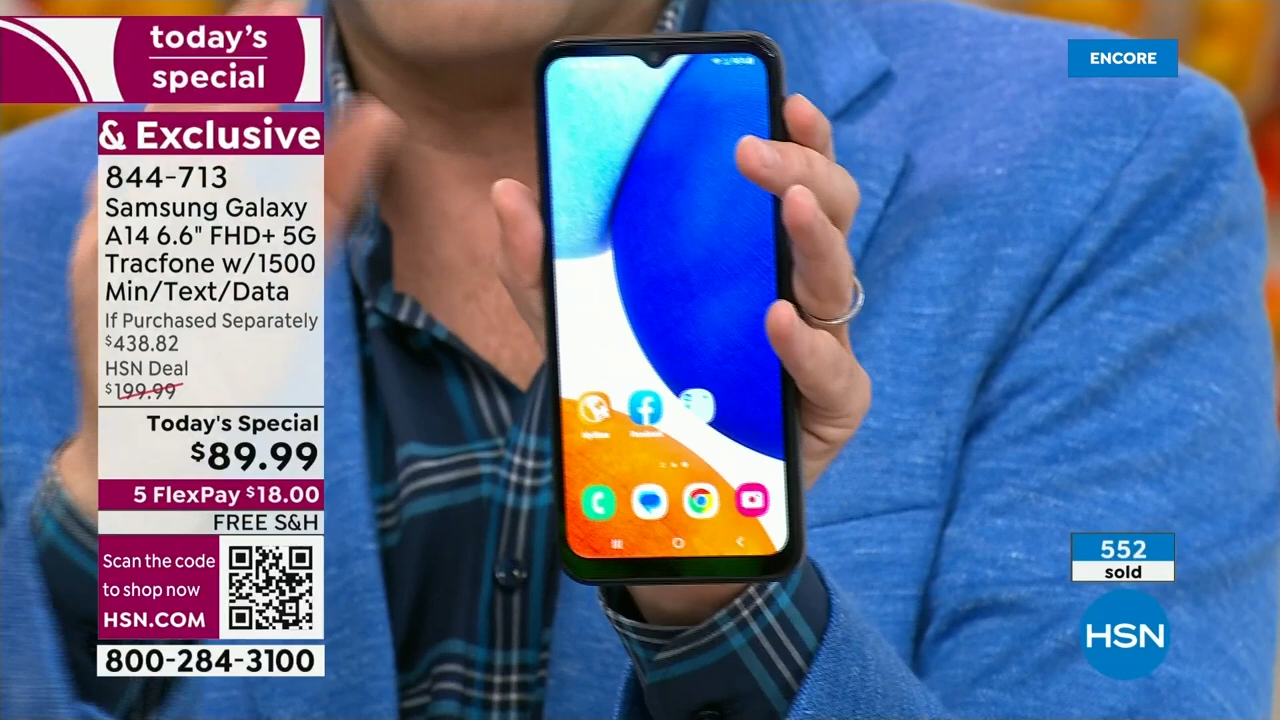 today's
special
& Exclusive
844-713
Samsung Galaxy
A14 6.6" FHD+ 5G
Tracfone w/1500
Min/Text/Data
If Purchased Separately
$438.82
HSN Deal
$199.99
Today's Special
$89.99
5 FlexPay $18.00
FREE S&H
Scan the code
to shop now
HSN.COM
800-284-3100
ENCORE
552
sold
HSN